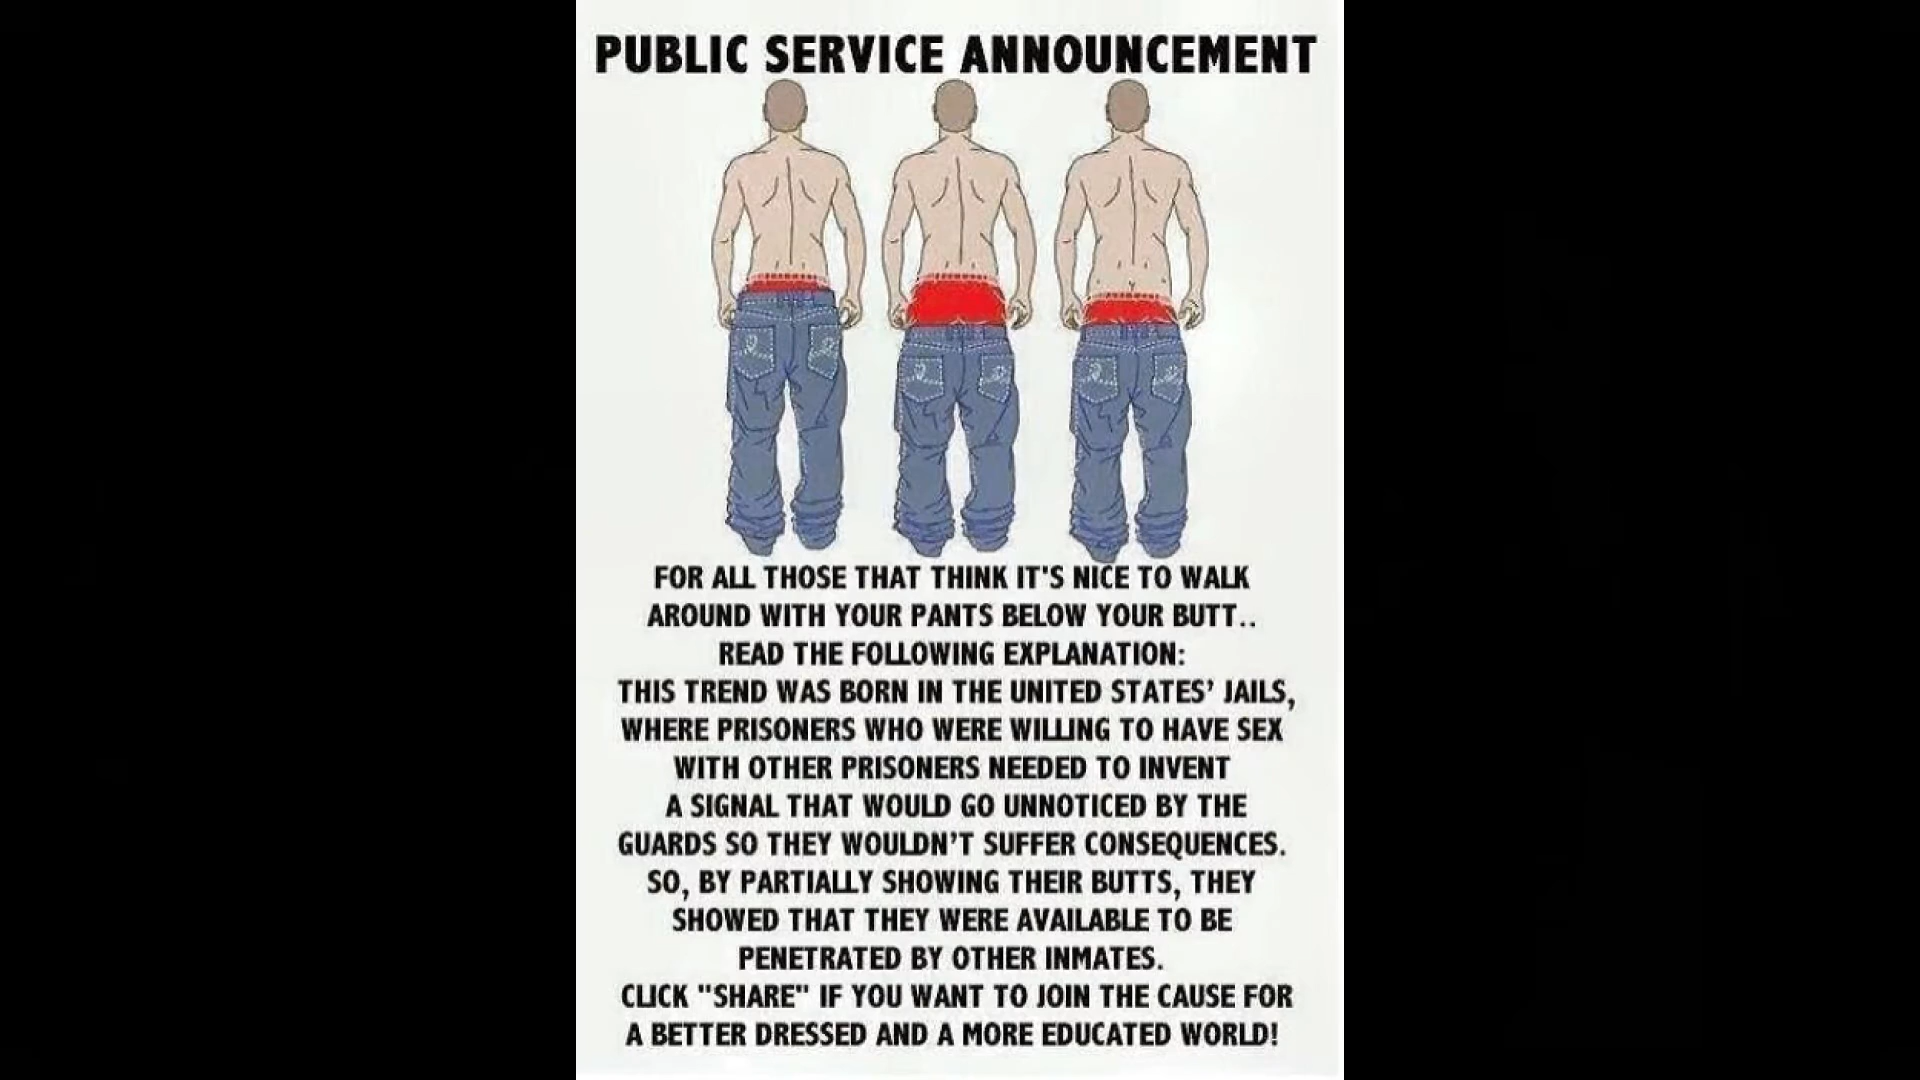 PUBLIC SERVICE ANNOUNCEMENT
FOR ALL THOSE THAT THINK IT'S NICE TO WALK
AROUND WITH YOUR PANTS BELOW YOUR BUTT..
READ THE FOLLOWING EXPLANATION:
THIS TREND WAS BORN IN THE UNITED STATES' JAILS,
WHERE PRISONERS WHO WERE WILLING TO HAVE SEX
WITH OTHER PRISONERS NEEDED TO INVENT
A SIGNAL THAT WOULD GO UNNOTICED BY THE
GUARDS SO THEY WOULDN'T SUFFER CONSEQUENCES.
SO, BY PARTIALLY SHOWING THEIR BUTTS, THEY
SHOWED THAT THEY WERE AVAILABLE TO BE
PENETRATED BY OTHER INMATES.
CLICK "SHARE" IF YOU WANT TO JOIN THE CAUSE FOR
A BETTER DRESSED AND A MORE EDUCATED WORLD!